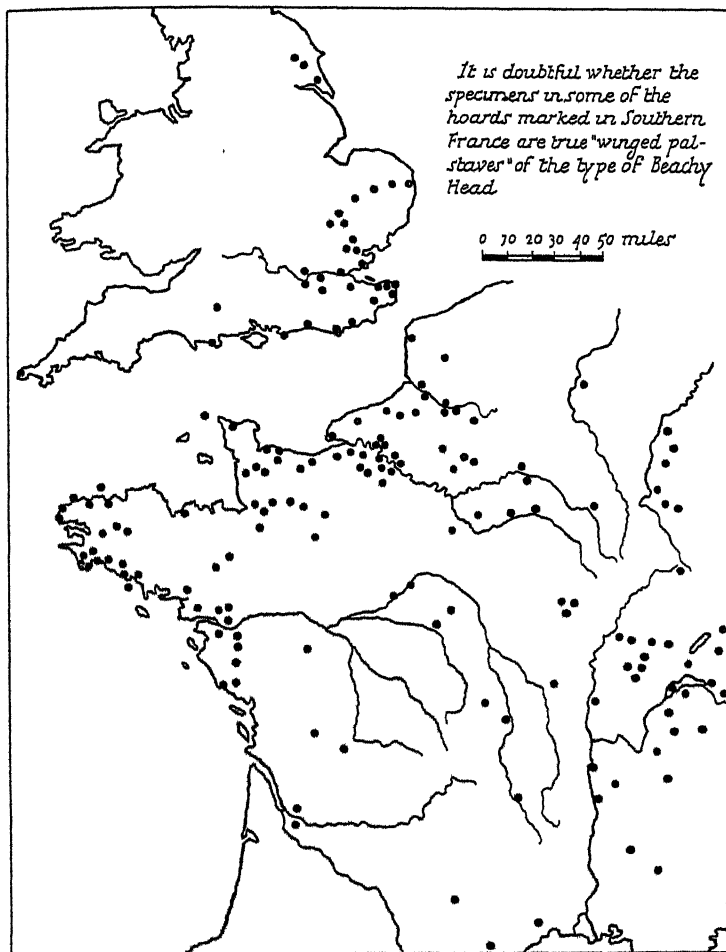 It is doubtful whether the
specimens in some of the
hoards marked in Southern
France are true "winged pal-
staves" of the type of Beachy
Head
0 10 20 30 40 50 miles